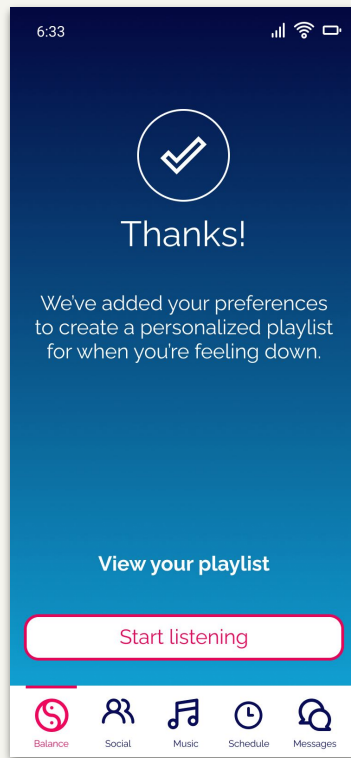 6:33
Thanks!
We've added your preferences
to create a personalized playlist
for when you're feeling down.
View your playlist
Start listening
Balance Social Music Schedule Messages